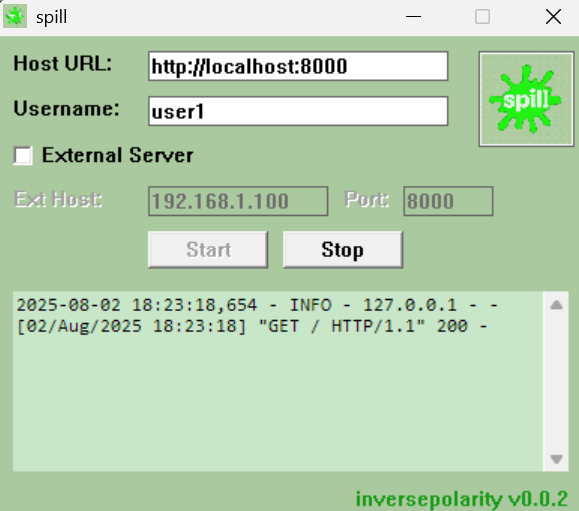 spill
Host URL: http://localhost:8000
spill
Username: user1
External Server
Ext Host: 192.168.1.100 Port: 8000
Start Stop
2025-08-02 18:23:18,654 - INFO - 127.0.0.1 - -
[02/Aug/2025 18:23:18] "GET / HTTP/1.1" 200 -
inversepolarity v0.0.2